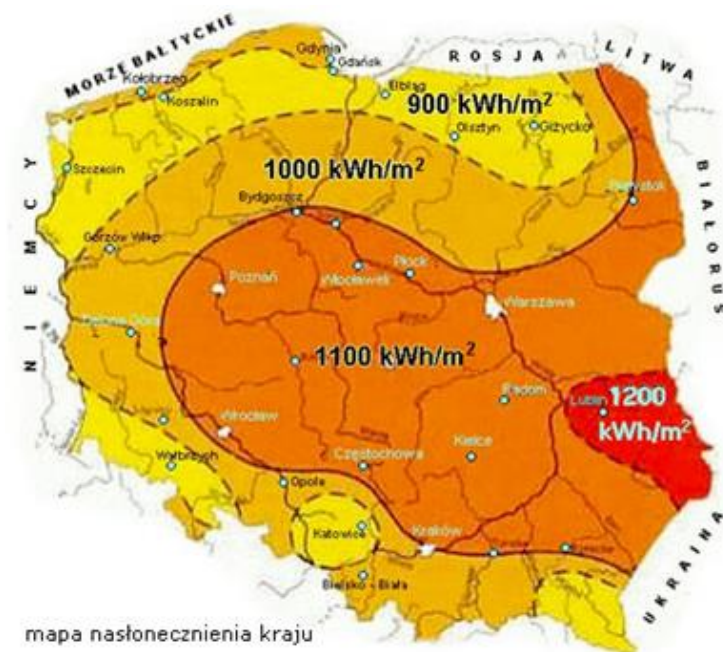 MORZE BAŁTYCKIE
ROSJA
LITWA
Gdynia
Gdańsk
Kołobrzeg
Koszalin
Elbląg
900 kWh/m²
Olsztyn
Giżycko
Szczecin
1000 kWh/m²
BIAŁORUŚ
Białystok
Bydgoszcz
Gorzów Wlkp
NIEMCY
Poznań
Włocławek
Płock
Warszawa
Zielona Góra
1100 kWh/m²
Radom
Lublin
1200
kWh/m²
Wrocław
Częstochowa
Kielce
Wałbrzych
Opole
Katowice
Kraków
Bielsko - Biała
UKRAINA
mapa nasłonecznienia kraju